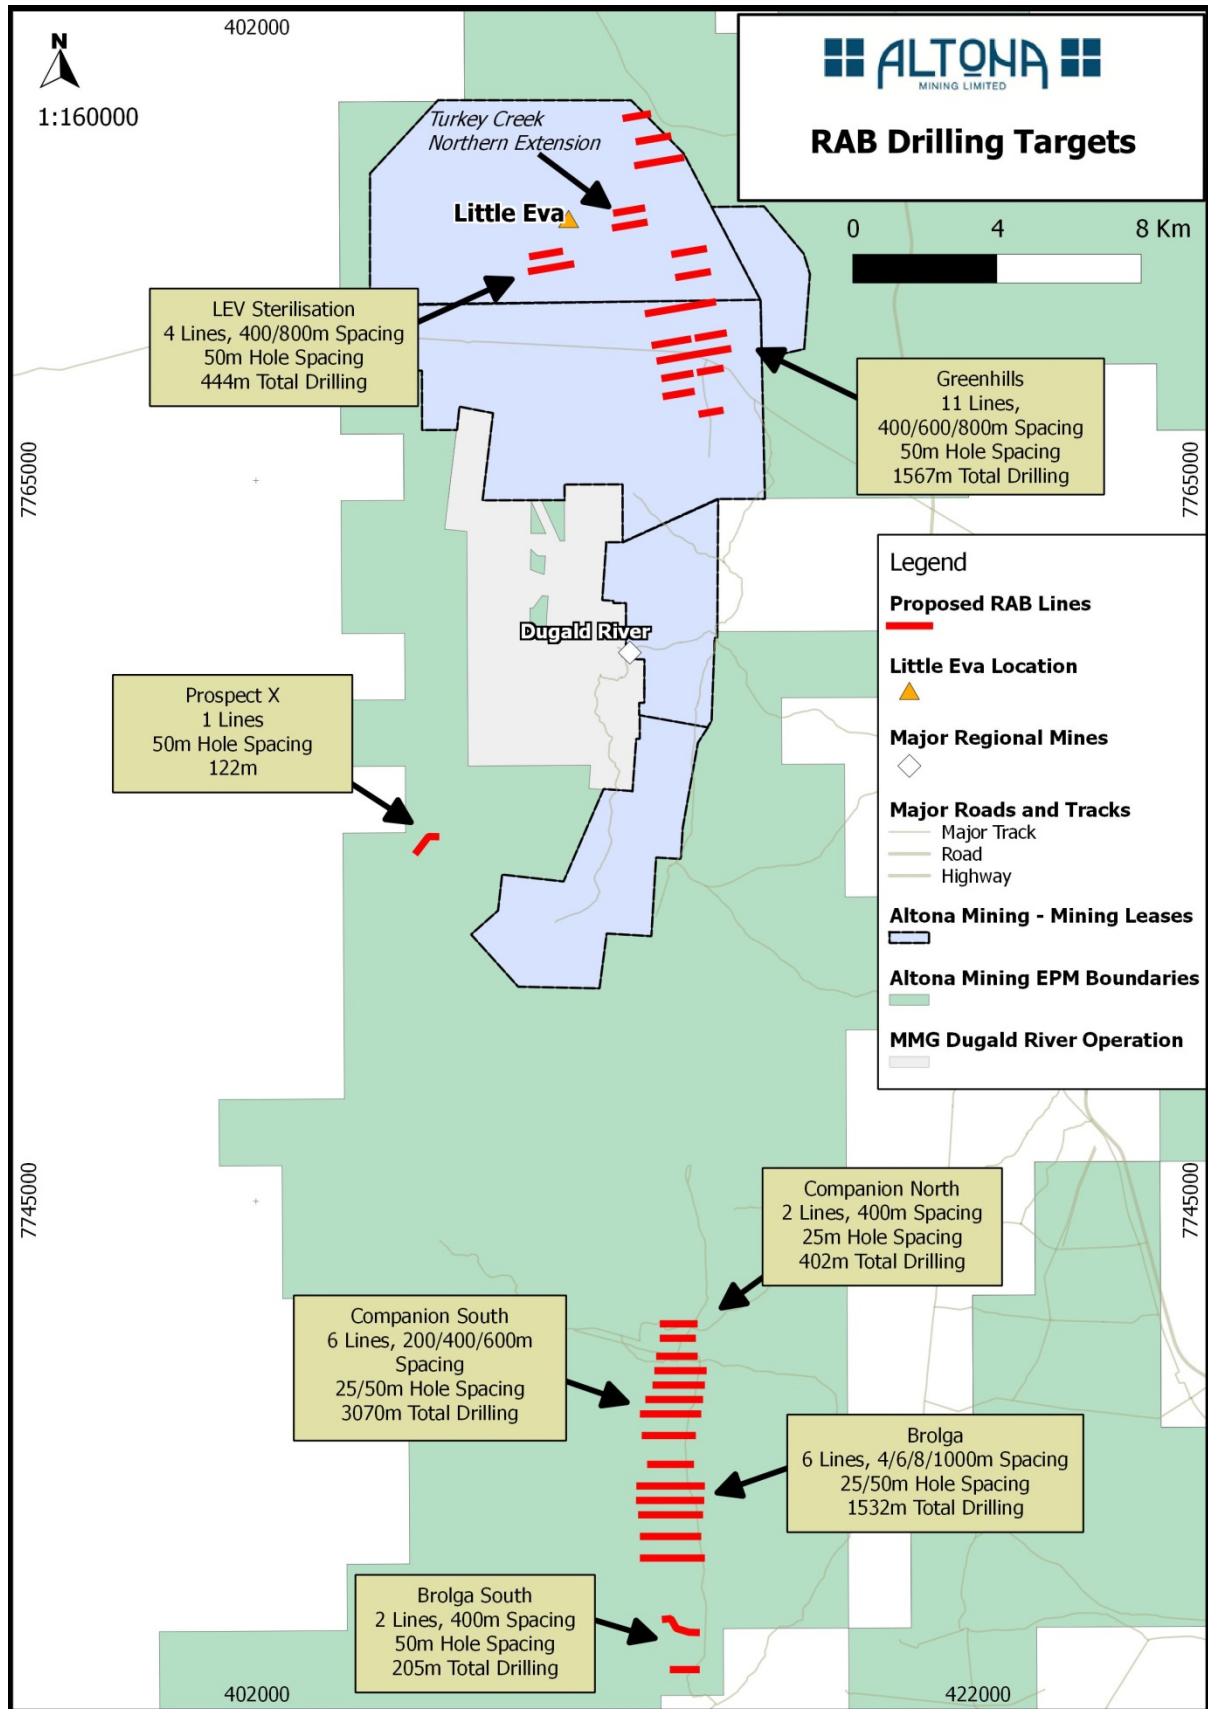 402000
N
1:160000
ALTONA
MINING LIMITED
RAB Drilling Targets
0 4 8 Km
Turkey Creek
Northern Extension
Little Eva
LEV Sterilisation
4 Lines, 400/800m Spacing
50m Hole Spacing
444m Total Drilling
Greenhills
11 Lines,
400/600/800m Spacing
50m Hole Spacing
1567m Total Drilling
7765000
7765000
Legend
Proposed RAB Lines
Little Eva Location
Major Regional Mines
Major Roads and Tracks
Major Track
Road
Highway
Altona Mining - Mining Leases
Altona Mining EPM Boundaries
MMG Dugald River Operation
Dugald River
Prospect X
1 Lines
50m Hole Spacing
122m
7745000
7745000
Companion North
2 Lines, 400m Spacing
25m Hole Spacing
402m Total Drilling
Companion South
6 Lines, 200/400/600m
Spacing
25/50m Hole Spacing
3070m Total Drilling
Brolga
6 Lines, 4/6/8/1000m Spacing
25/50m Hole Spacing
1532m Total Drilling
Brolga South
2 Lines, 400m Spacing
50m Hole Spacing
205m Total Drilling
402000
422000